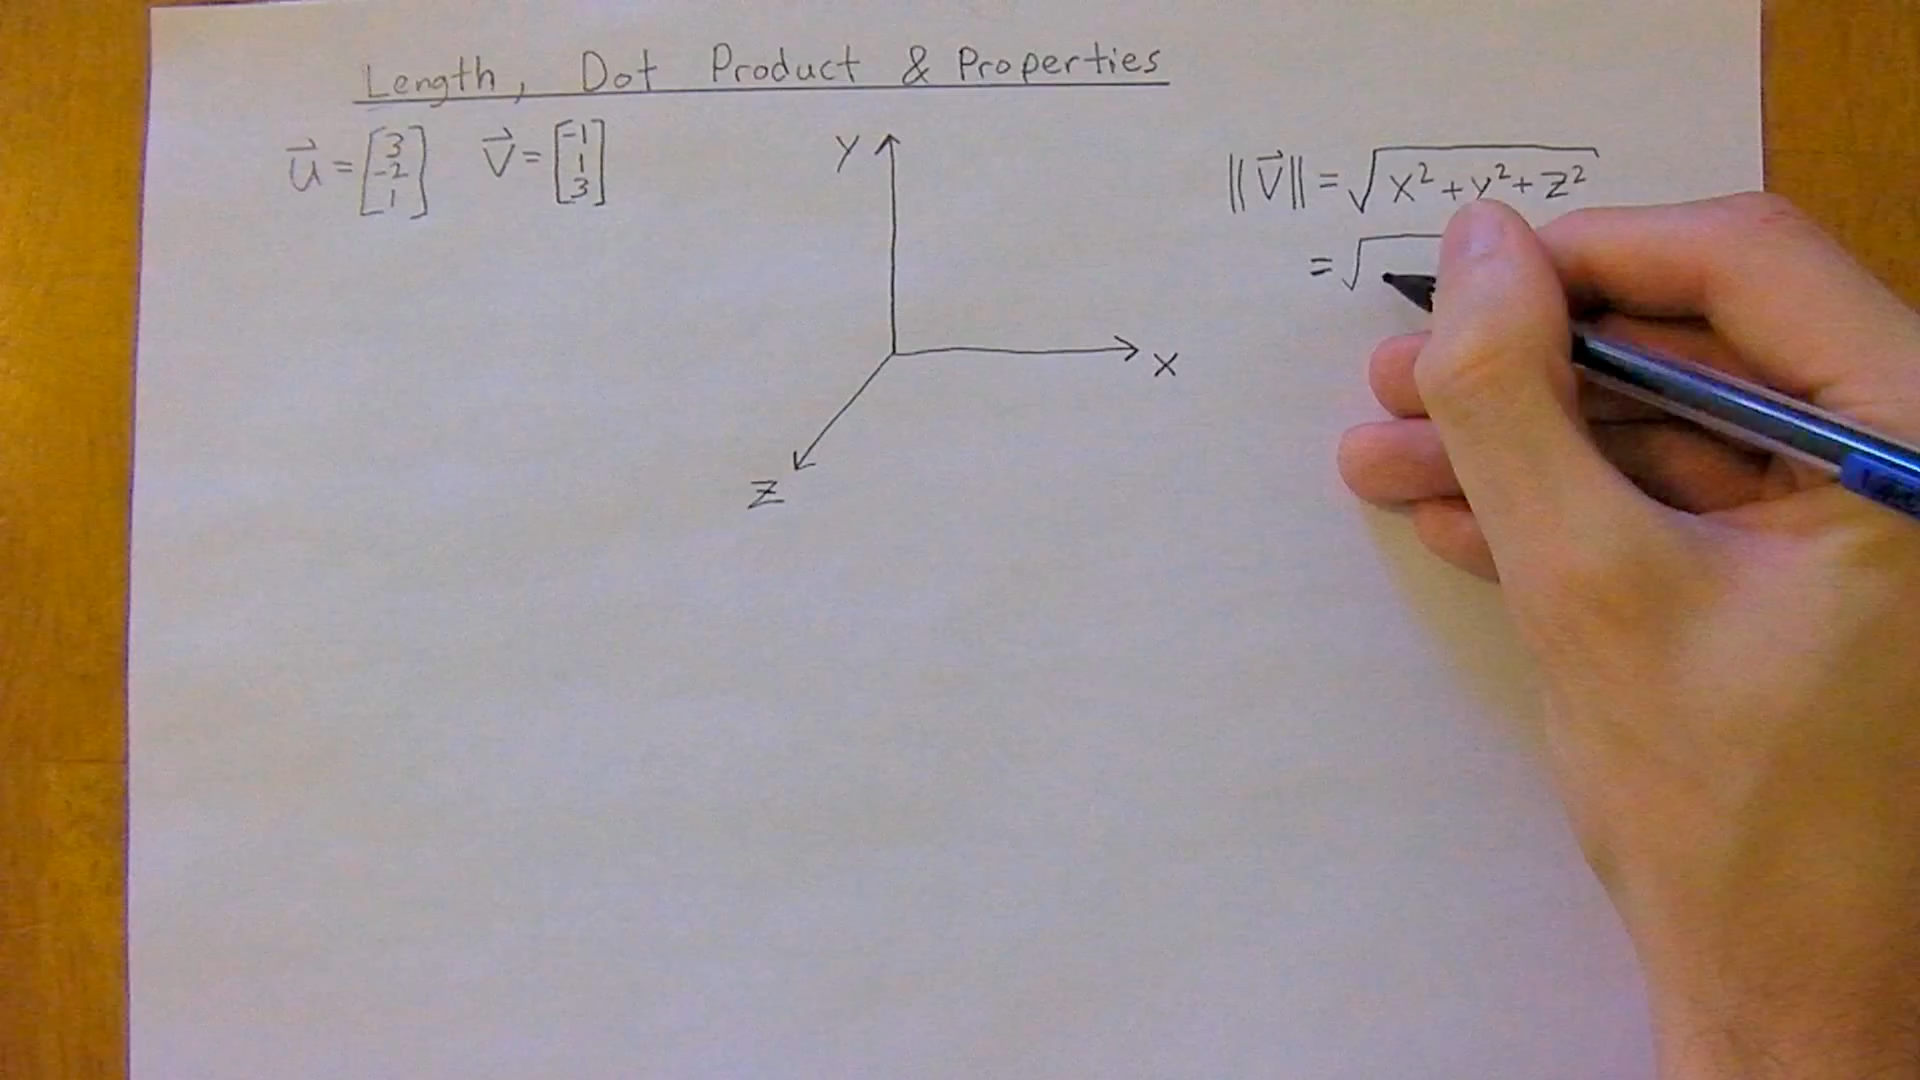 Length, Dot Product & Properties
u⃗ = [3 -2 1] v⃗ = [-1 1 3]
y
x
z
||v⃗|| = √(x² + y² + z²)
= √